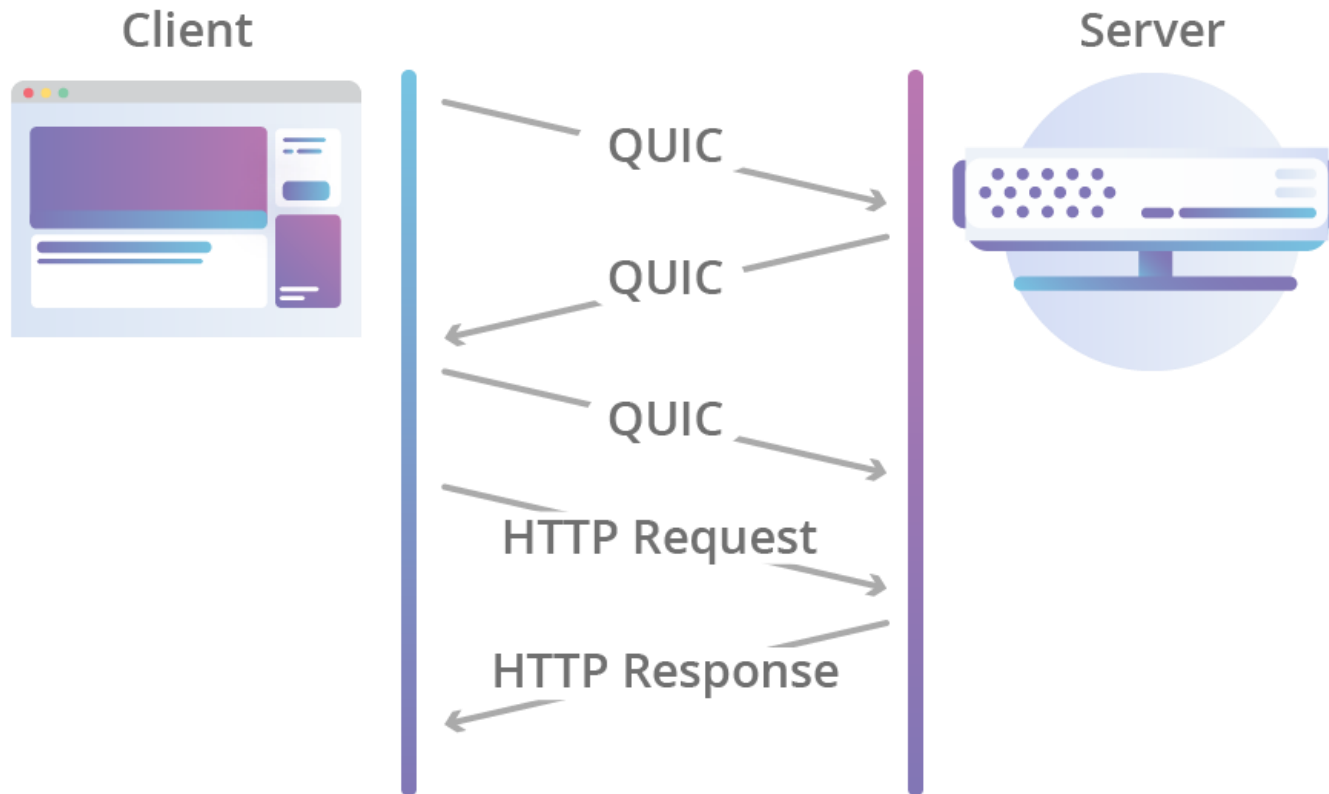 Client
Server
QUIC
QUIC
QUIC
HTTP Request
HTTP Response